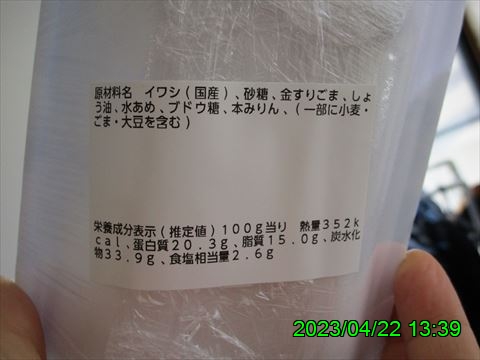 原材料名　イワシ(国産)、砂糖、金すりごま、しょ
う油、水あめ、ブドウ糖、本みりん、(一部に小麦・
ごま・大豆を含む)
栄養成分表示(推定値)100g当り　熱量352k
cal、蛋白質20.3g、脂質15.0g、炭水化
物33.9g、食塩相当量2.6g
2023/04/22 13:39